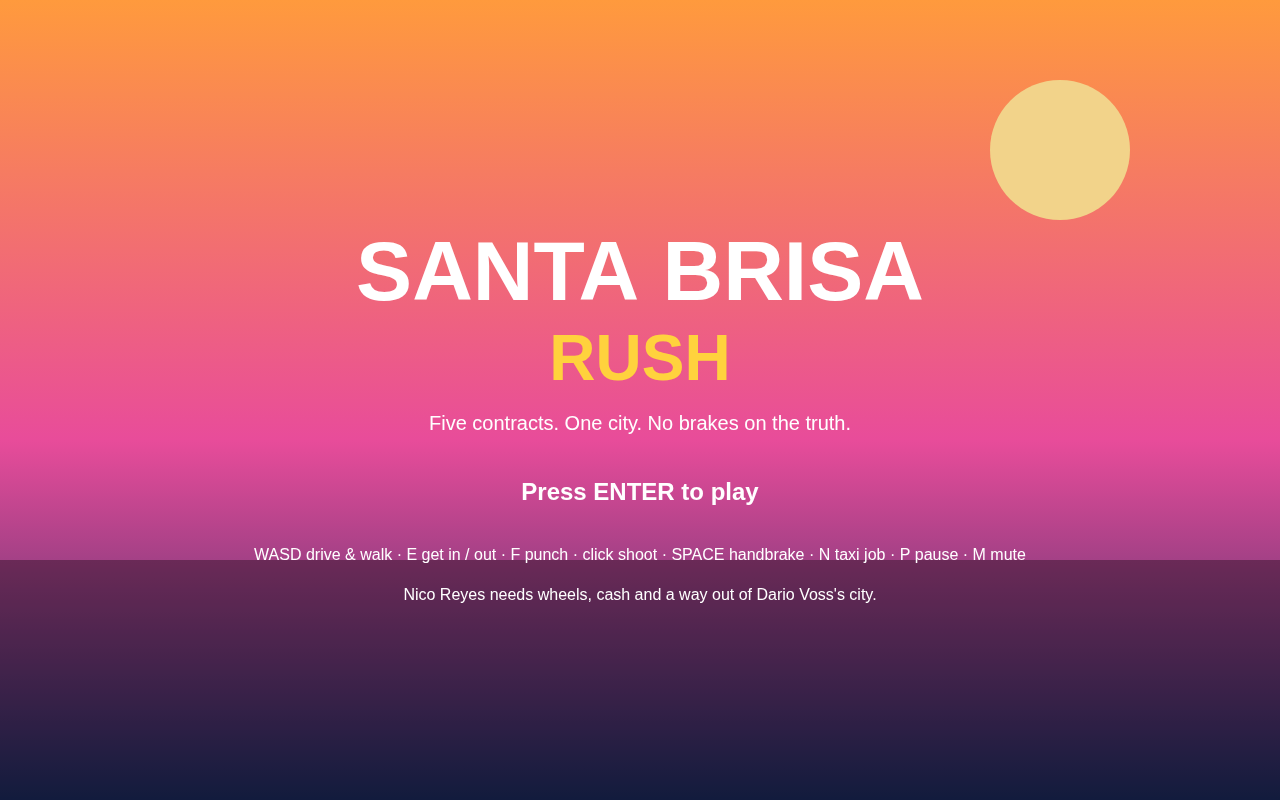 SANTA BRISA
RUSH
Five contracts. One city. No brakes on the truth.
Press ENTER to play
WASD drive & walk · E get in / out · F punch · click shoot · SPACE handbrake · N taxi job · P pause · M mute
Nico Reyes needs wheels, cash and a way out of Dario Voss's city.